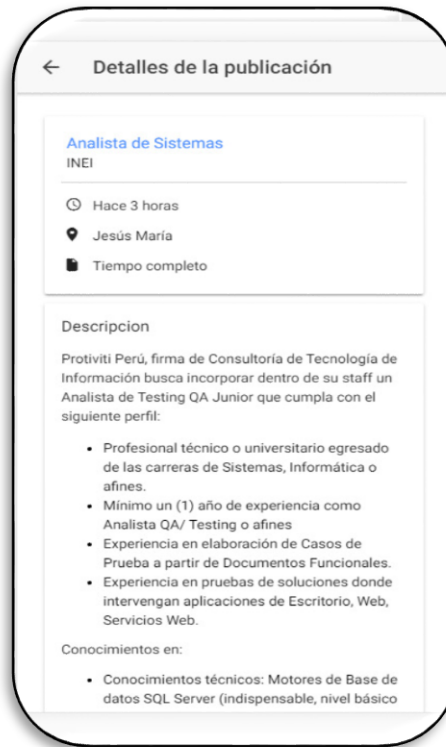 Detalles de la publicación
Analista de Sistemas
INEI
Hace 3 horas
Jesús María
Tiempo completo
Descripcion
Protiviti Perú, firma de Consultoría de Tecnología de
Información busca incorporar dentro de su staff un
Analista de Testing QA Junior que cumpla con el
siguiente perfil:
• Profesional técnico o universitario egresado
de las carreras de Sistemas, Informática o
afines.
• Mínimo un (1) año de experiencia como
Analista QA/ Testing o afines
• Experiencia en elaboración de Casos de
Prueba a partir de Documentos Funcionales.
• Experiencia en pruebas de soluciones donde
intervengan aplicaciones de Escritorio, Web,
Servicios Web.
Conocimientos en:
• Conocimientos técnicos: Motores de Base de
datos SQL Server (indispensable, nivel básico